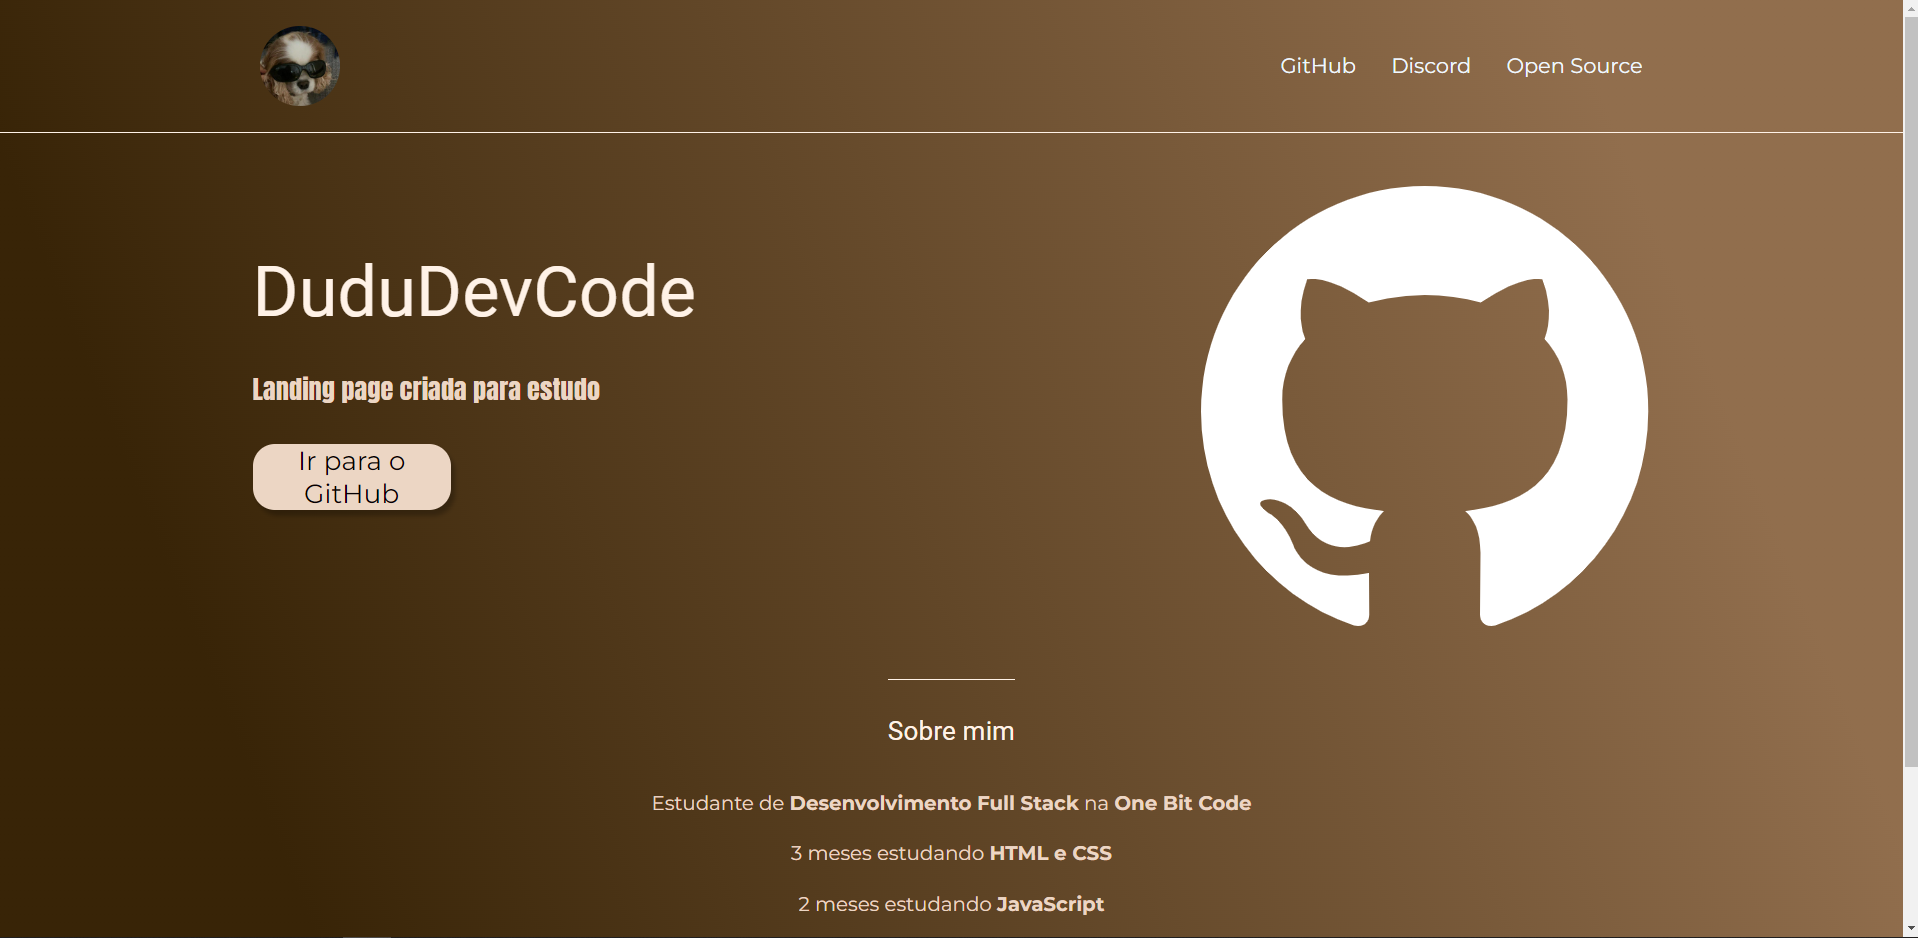 GitHub Discord Open Source
DuduDevCode
Landing page criada para estudo
Ir para o
GitHub
Sobre mim
Estudante de Desenvolvimento Full Stack na One Bit Code
3 meses estudando HTML e CSS
2 meses estudando JavaScript